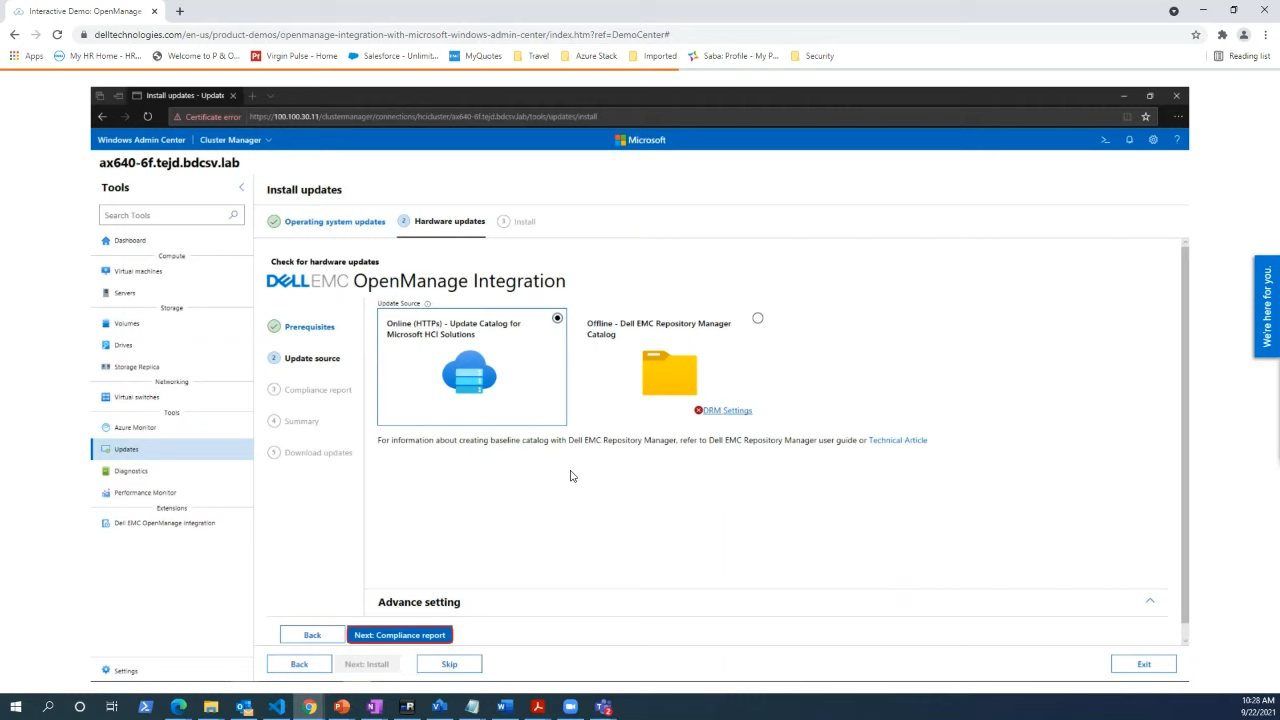 Interactive Demo: OpenManage
delltechnologies.com/en-us/product-demos/openmanage-integration-with-microsoft-windows-admin-center/index.htm?ref=DemoCenter#
Apps My HR Home - HR... Welcome to P & O... Virgin Pulse - Home Salesforce - Unlimit... MyQuotes Travel Azure Stack Imported Saba: Profile - My P... Security Reading list
Install updates - Updat
Certificate error https://100.100.30.11/clustermanager/connections/hcicluster/ax640-6f.tejd.bdcsv.lab/tools/updates/install
Windows Admin Center Cluster Manager Microsoft
ax640-6f.tejd.bdcsv.lab
Tools
Search Tools
Dashboard
Compute
Virtual machines
Servers
Storage
Volumes
Drives
Storage Replica
Networking
Virtual switches
Tools
Azure Monitor
Updates
Diagnostics
Performance Monitor
Extensions
Dell EMC OpenManage Integration
Settings
Install updates
Operating system updates 2 Hardware updates 3 Install
Check for hardware updates
DELLEMC OpenManage Integration
Prerequisites
2 Update source
3 Compliance report
4 Summary
5 Download updates
Update Source
Online (HTTPs) - Update Catalog for
Microsoft HCI Solutions
Offline - Dell EMC Repository Manager
Catalog
DRM Settings
For information about creating baseline catalog with Dell EMC Repository Manager, refer to Dell EMC Repository Manager user guide or Technical Article
Advance setting
Back Next: Compliance report
Back Next: Install Skip Exit
We're here for you.
10:28 AM
9/22/2021